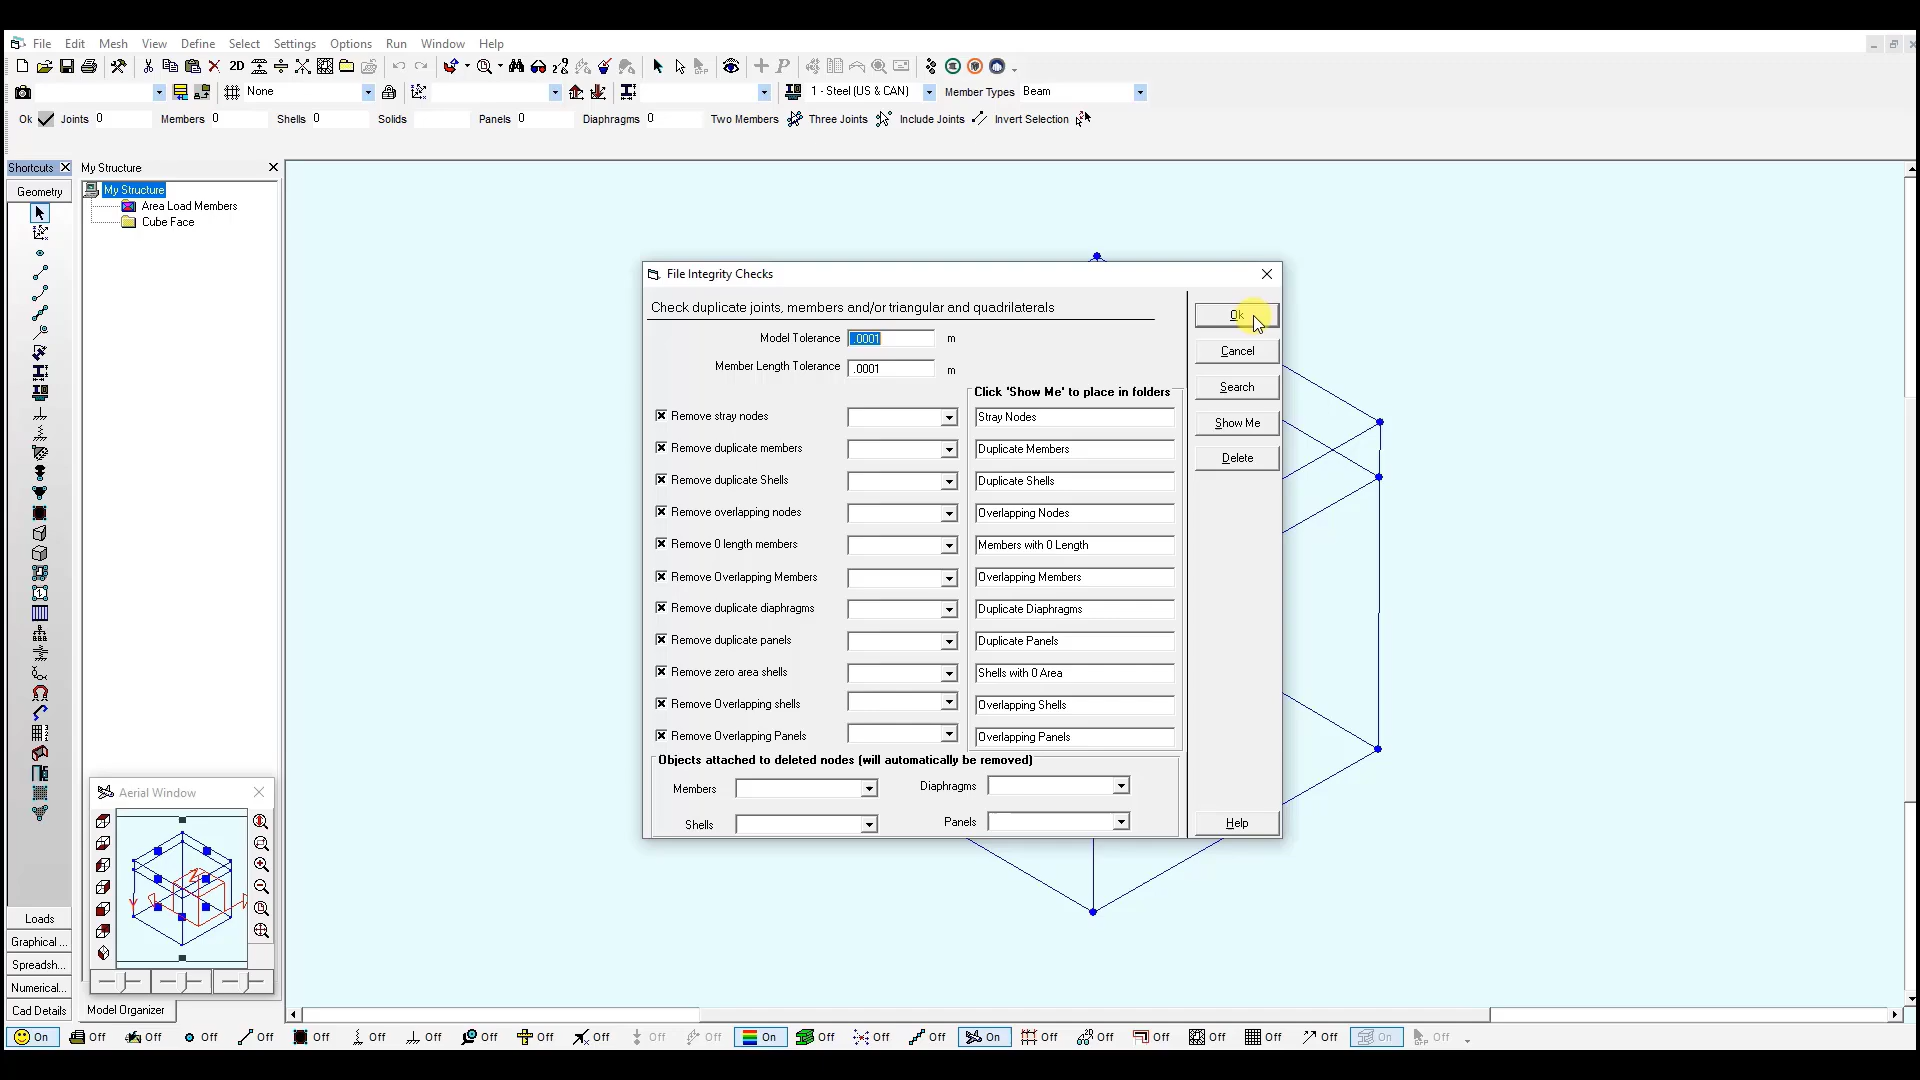 File Edit Mesh View Define Select Settings Options Run Window Help
2D
None 1 - Steel (US & CAN) Member Types Beam
Ok Joints 0 Members 0 Shells 0 Solids Panels 0 Diaphragms 0 Two Members Three Joints Include Joints Invert Selection
Shortcuts
Geometry
My Structure
My Structure
Area Load Members
Cube Face
File Integrity Checks
Check duplicate joints, members and/or triangular and quadrilaterals
Model Tolerance .0001 m
Member Length Tolerance .0001 m
Click 'Show Me' to place in folders
Remove stray nodes Stray Nodes
Remove duplicate members Duplicate Members
Remove duplicate Shells Duplicate Shells
Remove overlapping nodes Overlapping Nodes
Remove 0 length members Members with 0 Length
Remove Overlapping Members Overlapping Members
Remove duplicate diaphragms Duplicate Diaphragms
Remove duplicate panels Duplicate Panels
Remove zero area shells Shells with 0 Area
Remove Overlapping shells Overlapping Shells
Remove Overlapping Panels Overlapping Panels
Objects attached to deleted nodes (will automatically be removed)
Members Diaphragms
Shells Panels
Ok
Cancel
Search
Show Me
Delete
Help
Aerial Window
Z
Loads
Graphical ...
Spreadsh...
Numerical...
Cad Details
Model Organizer
On Off Off Off Off Off Off Off Off Off Off Off Off On Off Off Off On Off Off Off Off Off Off On Off